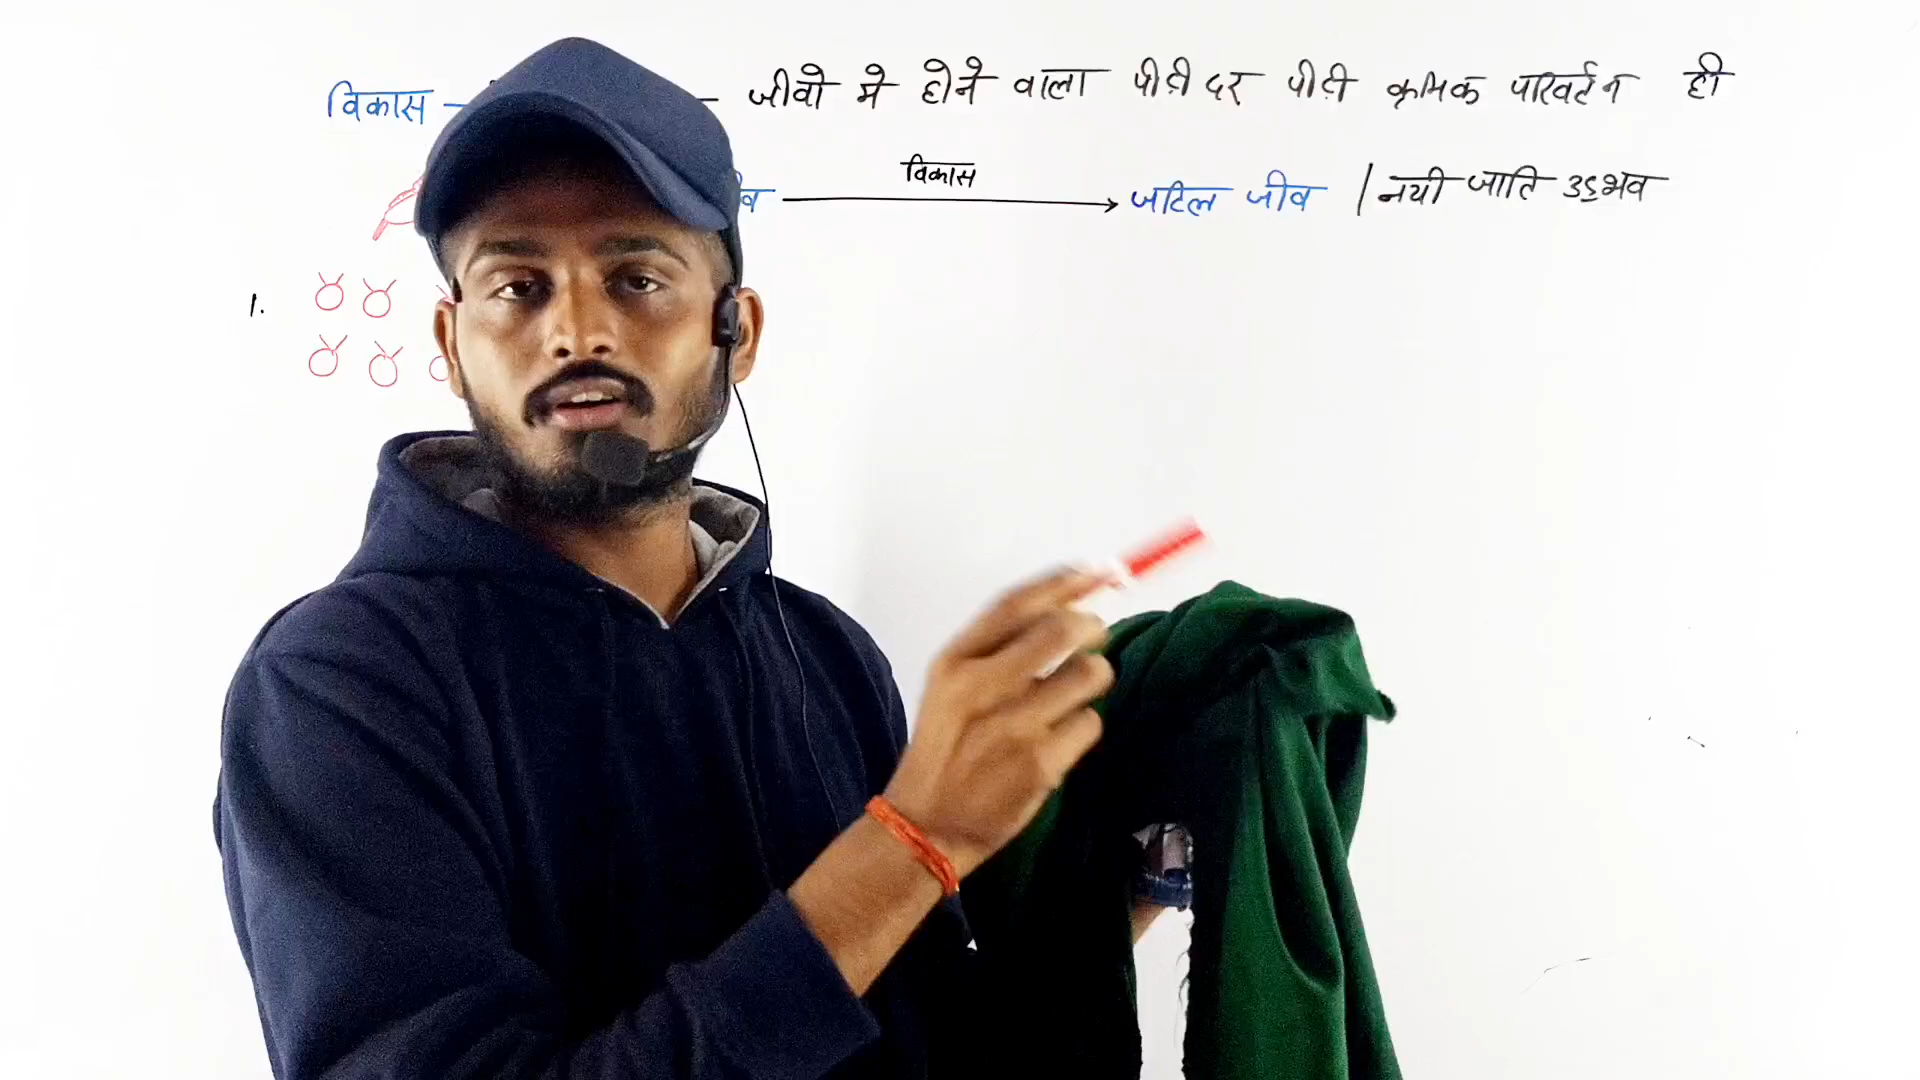 विकास – – जीवो मे होने वाला पीढ़ी दर पीढ़ी क्रमिक परिवर्तन ही
विकास
जटिल जीव / नयी जाति उद्भव
1.